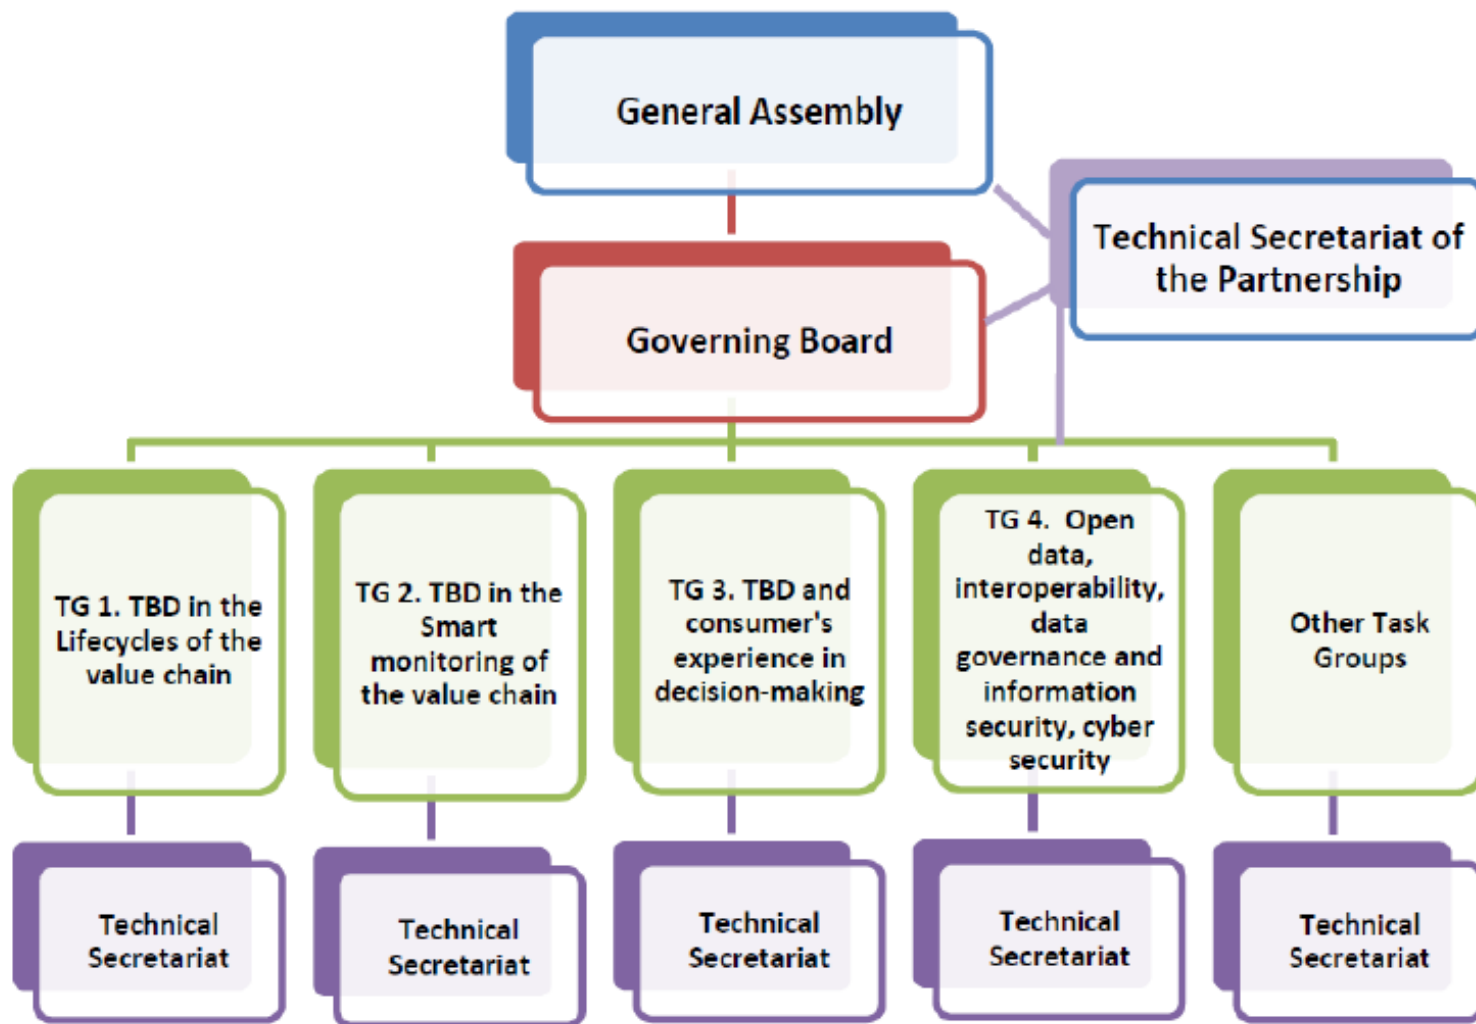 General Assembly
Technical Secretariat of
the Partnership
Governing Board
TG 1. TBD in the
Lifecycles of the
value chain
TG 2. TBD in the
Smart
monitoring of
the value chain
TG 3. TBD and
consumer's
experience in
decision-making
TG 4. Open
data,
interoperability,
data
governance and
information
security, cyber
security
Other Task
Groups
Technical
Secretariat
Technical
Secretariat
Technical
Secretariat
Technical
Secretariat
Technical
Secretariat